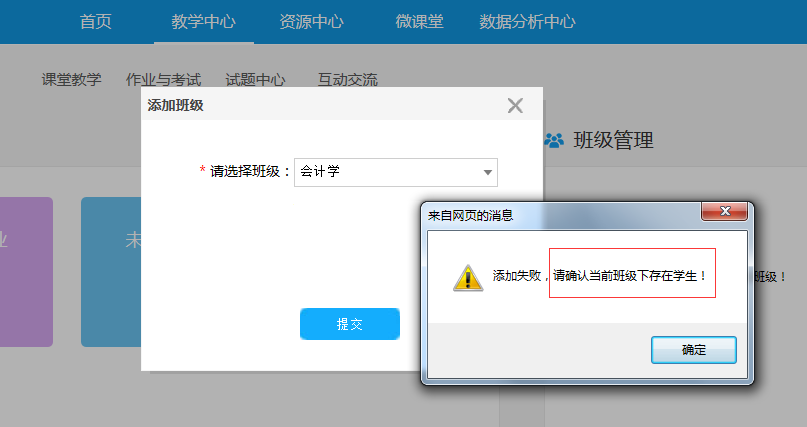 首页 教学中心 资源中心 微课堂 数据分析中心
课堂教学 作业与考试 试题中心 互动交流
添加班级
班级管理
* 请选择班级： 会计学
来自网页的消息
业
未
添加失败，请确认当前班级下存在学生！
班级！
提交
确定